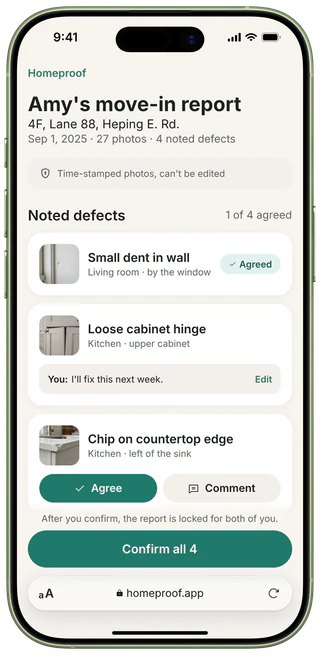 9:41
Homeproof
Amy's move-in report
4F, Lane 88, Heping E. Rd.
Sep 1, 2025 · 27 photos · 4 noted defects
Time-stamped photos, can't be edited
Noted defects
1 of 4 agreed
Small dent in wall
Living room · by the window
Agreed
Loose cabinet hinge
Kitchen · upper cabinet
You: I'll fix this next week.
Edit
Chip on countertop edge
Kitchen · left of the sink
Agree
Comment
After you confirm, the report is locked for both of you.
Confirm all 4
aA
homeproof.app